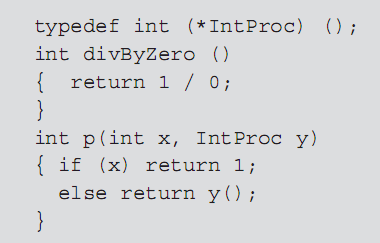 typedef int (*IntProc) ();
int divByZero ()
{  return 1 / 0;
}
int p(int x, IntProc y)
{ if (x) return 1;
  else return y();
}